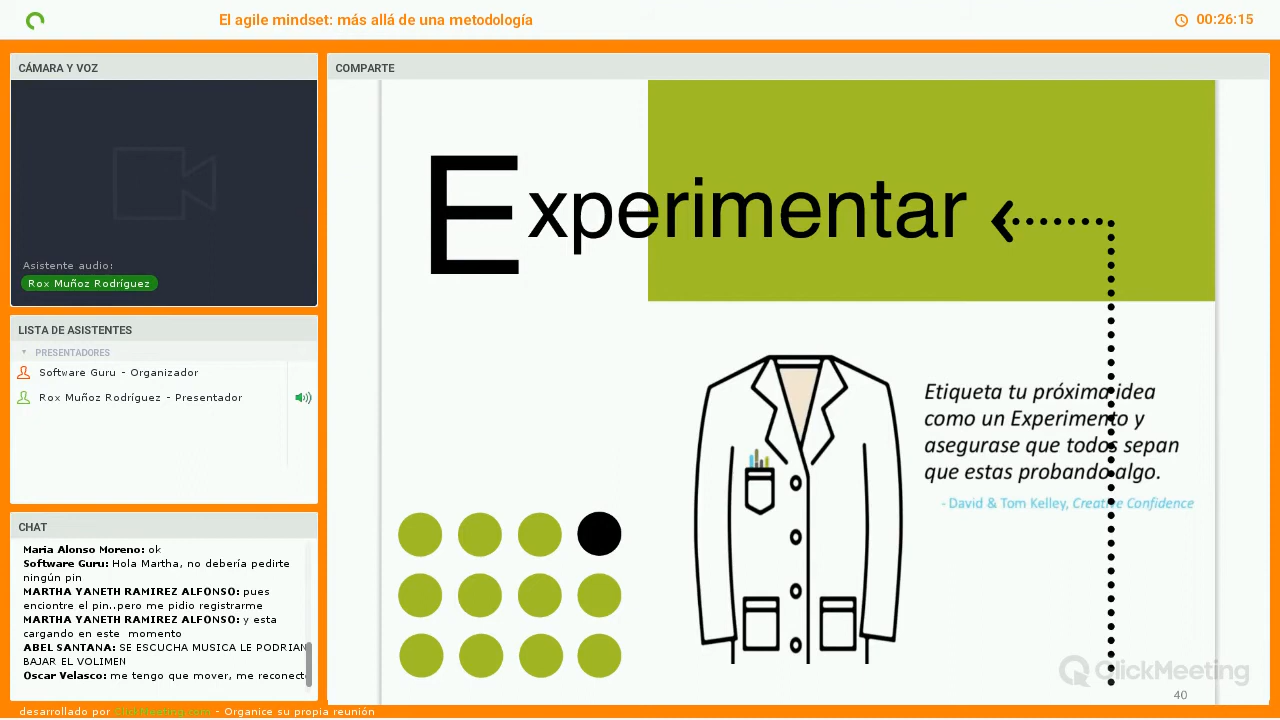 El agile mindset: más allá de una metodología
00:26:15
CÁMARA Y VOZ
Asistente audio:
Rox Muñoz Rodríguez
LISTA DE ASISTENTES
PRESENTADORES
Software Guru - Organizador
Rox Muñoz Rodríguez - Presentador
CHAT
Maria Alonso Moreno: ok
Software Guru: Hola Martha, no debería pedirte
ningún pin
MARTHA YANETH RAMIREZ ALFONSO: pues
enciontre el pin..pero me pidio registrarme
MARTHA YANETH RAMIREZ ALFONSO: y esta
cargando en este momento
ABEL SANTANA: SE ESCUCHA MUSICA LE PODRIAN
BAJAR EL VOLIMEN
Oscar Velasco: me tengo que mover, me reconect
COMPARTE
Experimentar
Etiqueta tu próxima idea
como un Experimento y
asegurase que todos sepan
que estas probando algo.
- David & Tom Kelley, Creative Confidence
ClickMeeting
40
desarrollado por ClickMeeting.com - Organice su propia reunión